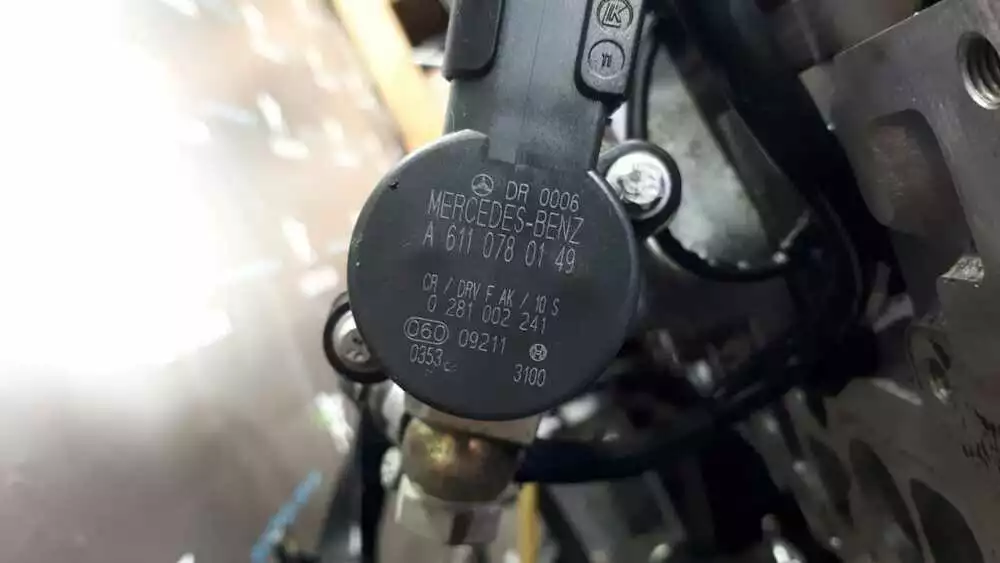 DR 0006
MERCEDES-BENZ
A 611 078 01 49
CR / DRV F AK / 10 S
0 281 002 241
060 09211
0353
3100